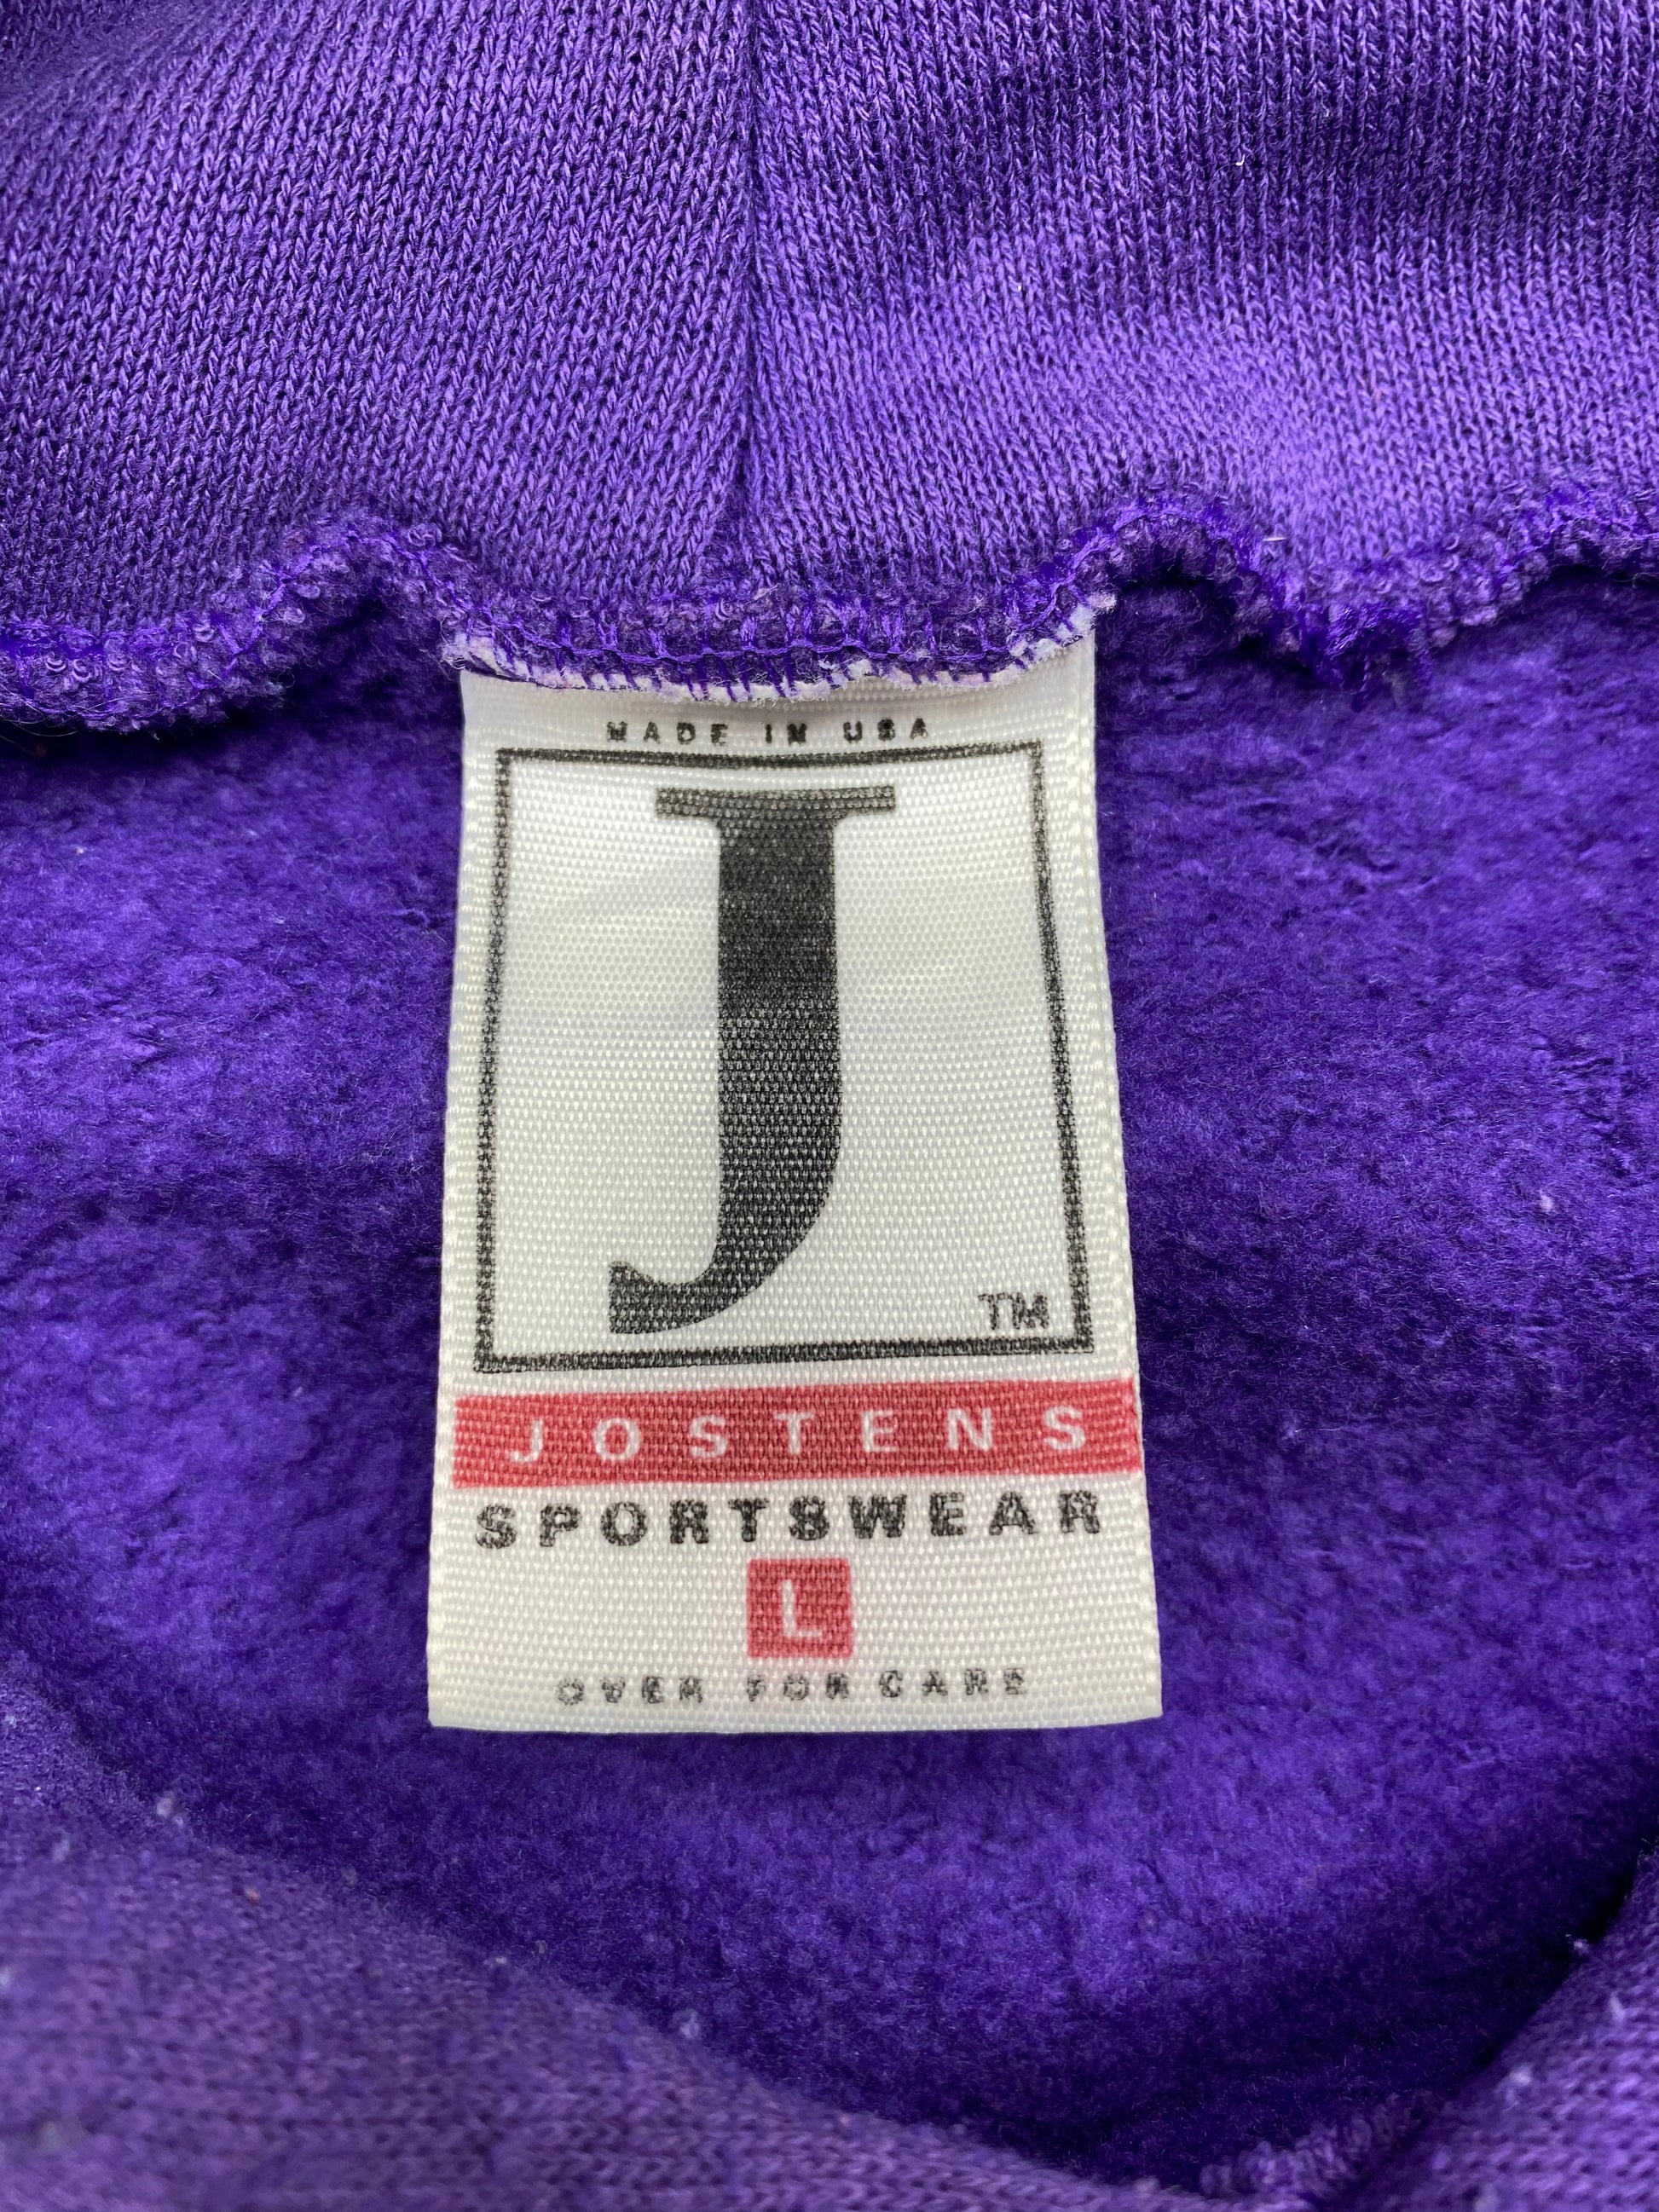 MADE IN USA
J
TM
JOSTENS
SPORTSWEAR
L
OVER FOR CARE